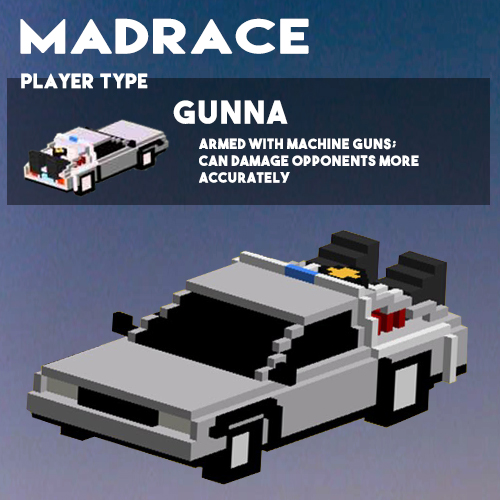 MADRACE
PLAYER TYPE
GUNNA
ARMED WITH MACHINE GUNS;
CAN DAMAGE OPPONENTS MORE
ACCURATELY